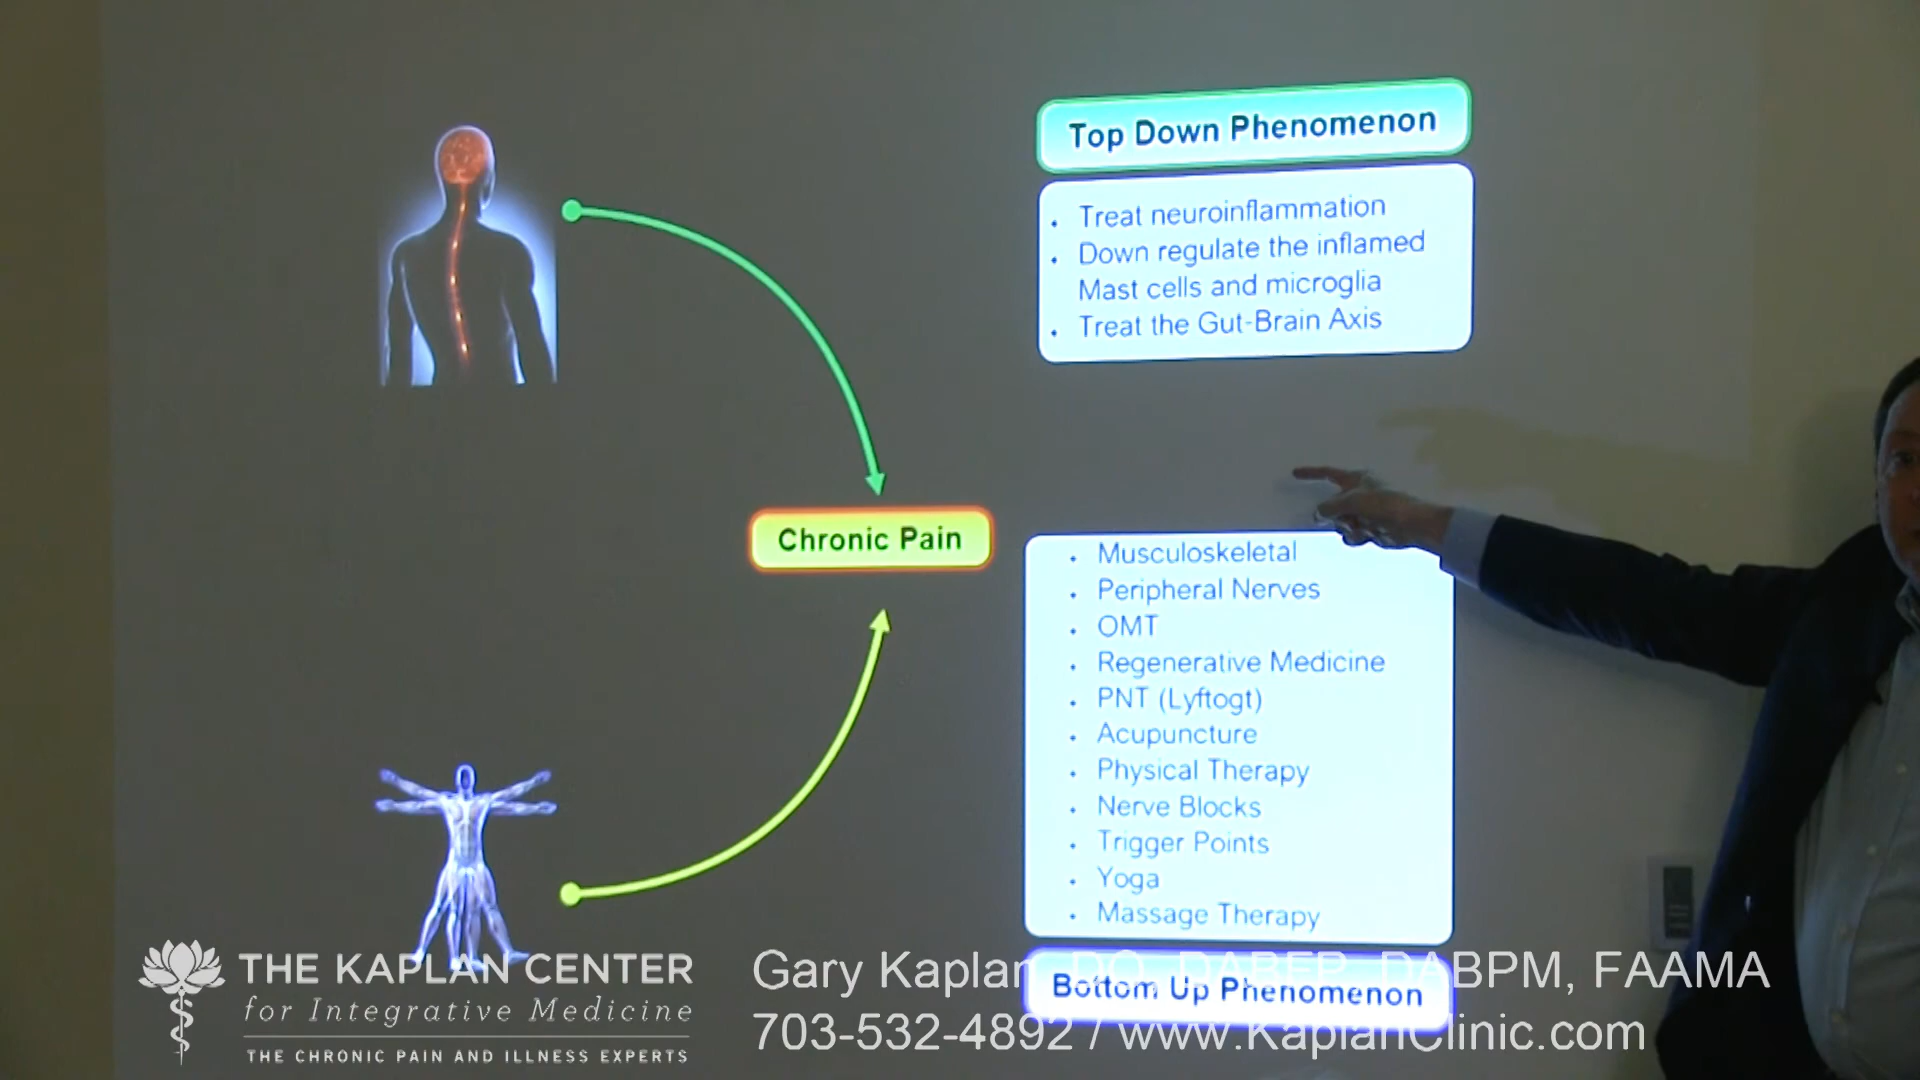 Top Down Phenomenon
• Treat neuroinflammation
• Down regulate the inflamed
Mast cells and microglia
• Treat the Gut-Brain Axis
Chronic Pain
• Musculoskeletal
• Peripheral Nerves
• OMT
• Regenerative Medicine
• PNT (Lyftogt)
• Acupuncture
• Physical Therapy
• Nerve Blocks
• Trigger Points
• Yoga
• Massage Therapy
Bottom Up Phenomenon
THE KAPLAN CENTER
for Integrative Medicine
THE CHRONIC PAIN AND ILLNESS EXPERTS
Gary Kaplan, DO, DABFP, DABPM, FAAMA
703-532-4892 / www.KaplanClinic.com